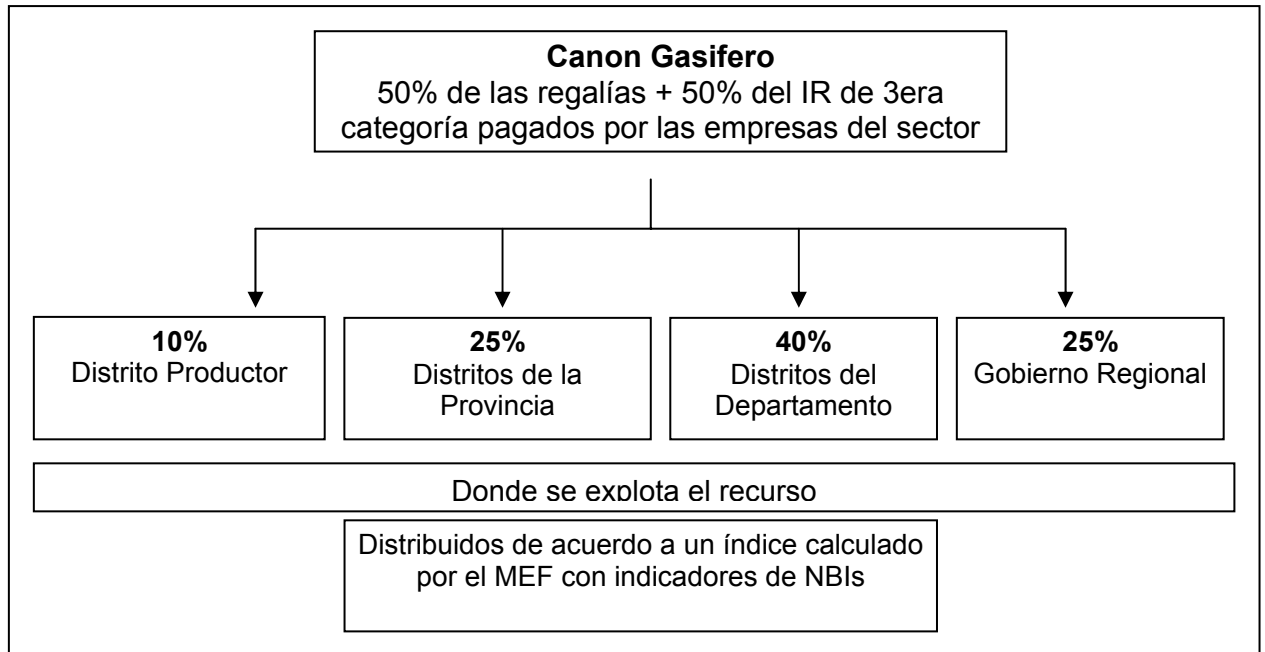 Canon Gasifero
50% de las regalías + 50% del IR de 3era
categoría pagados por las empresas del sector
10%
Distrito Productor
25%
Distritos de la
Provincia
40%
Distritos del
Departamento
25%
Gobierno Regional
Donde se explota el recurso
Distribuidos de acuerdo a un índice calculado
por el MEF con indicadores de NBIs